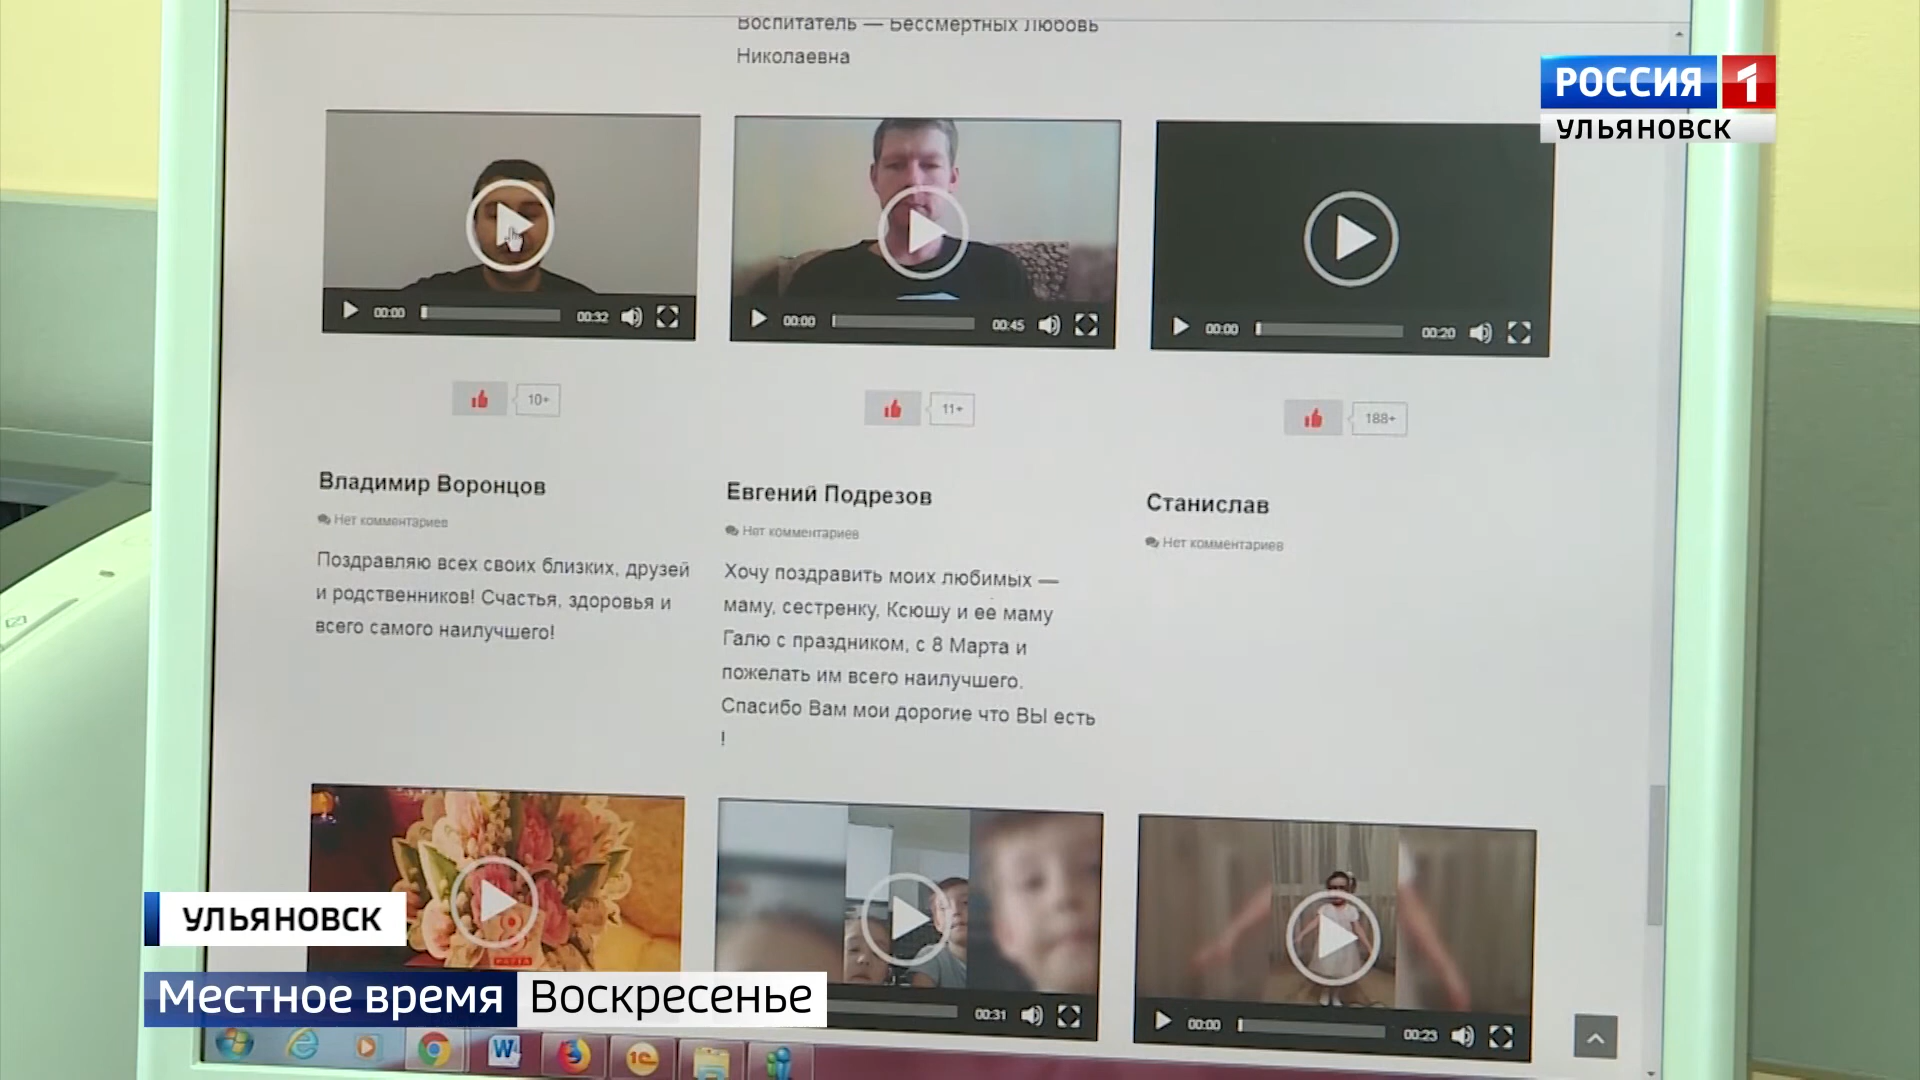 Воспитатель — Бессмертных Любовь
Николаевна
РОССИЯ 1
УЛЬЯНОВСК
00:00 00:32
00:00 00:45
00:00 00:20
10+
11+
188+
Владимир Воронцов
Нет комментариев
Поздравляю всех своих близких, друзей
и родственников! Счастья, здоровья и
всего самого наилучшего!
Евгений Подрезов
Нет комментариев
Хочу поздравить моих любимых —
маму, сестренку, Ксюшу и ее маму
Галю с праздником, с 8 Марта и
пожелать им всего наилучшего.
Спасибо Вам мои дорогие что ВЫ есть
!
Станислав
Нет комментариев
8
МАРТА
00:31
00:00 00:23
УЛЬЯНОВСК
Местное время Воскресенье
W
1С